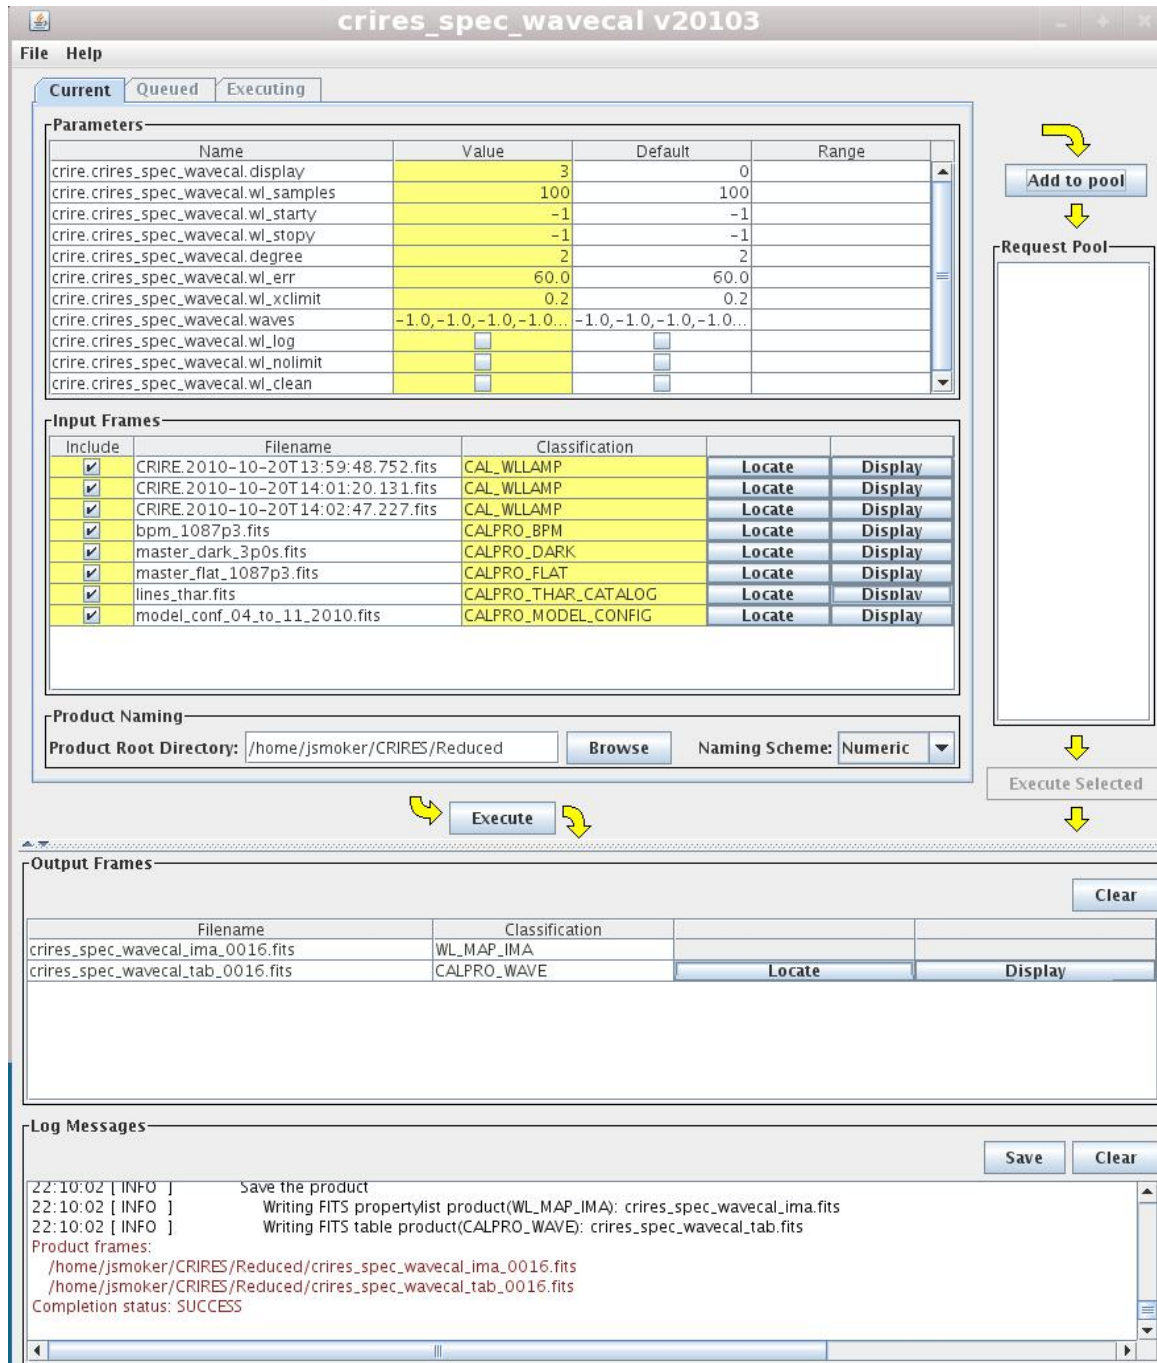 crires_spec_wavecal v20103
File Help
Current Queued Executing
Parameters
Name Value Default Range
crire.crires_spec_wavecal.display 3 0
crire.crires_spec_wavecal.wl_samples 100 100
crire.crires_spec_wavecal.wl_starty -1 -1
crire.crires_spec_wavecal.wl_stopy -1 -1
crire.crires_spec_wavecal.degree 2 2
crire.crires_spec_wavecal.wl_err 60.0 60.0
crire.crires_spec_wavecal.wl_xclimit 0.2 0.2
crire.crires_spec_wavecal.waves -1.0,-1.0,-1.0,-1.0... -1.0,-1.0,-1.0,-1.0...
crire.crires_spec_wavecal.wl_log
crire.crires_spec_wavecal.wl_nolimit
crire.crires_spec_wavecal.wl_clean
Add to pool
Request Pool
Input Frames
Include Filename Classification
CRIRE.2010-10-20T13:59:48.752.fits CAL_WLLAMP Locate Display
CRIRE.2010-10-20T14:01:20.131.fits CAL_WLLAMP Locate Display
CRIRE.2010-10-20T14:02:47.227.fits CAL_WLLAMP Locate Display
bpm_1087p3.fits CALPRO_BPM Locate Display
master_dark_3p0s.fits CALPRO_DARK Locate Display
master_flat_1087p3.fits CALPRO_FLAT Locate Display
lines_thar.fits CALPRO_THAR_CATALOG Locate Display
model_conf_04_to_11_2010.fits CALPRO_MODEL_CONFIG Locate Display
Product Naming
Product Root Directory: /home/jsmoker/CRIRES/Reduced Browse Naming Scheme: Numeric
Execute Selected
Execute
Output Frames
Clear
Filename Classification
crires_spec_wavecal_ima_0016.fits WL_MAP_IMA
crires_spec_wavecal_tab_0016.fits CALPRO_WAVE Locate Display
Log Messages
Save Clear
22:10:02 [ INFO ] Save the product
22:10:02 [ INFO ] Writing FITS propertylist product(WL_MAP_IMA): crires_spec_wavecal_ima.fits
22:10:02 [ INFO ] Writing FITS table product(CALPRO_WAVE): crires_spec_wavecal_tab.fits
Product frames:
/home/jsmoker/CRIRES/Reduced/crires_spec_wavecal_ima_0016.fits
/home/jsmoker/CRIRES/Reduced/crires_spec_wavecal_tab_0016.fits
Completion status: SUCCESS